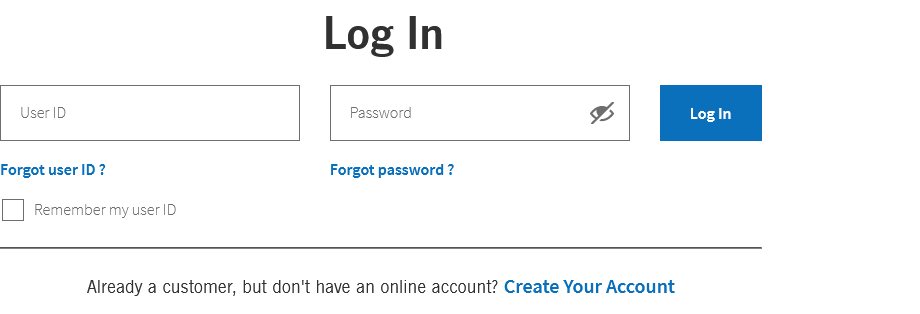 Log In
User ID
Password
Log In
Forgot user ID ?
Forgot password ?
Remember my user ID
Already a customer, but don't have an online account? Create Your Account